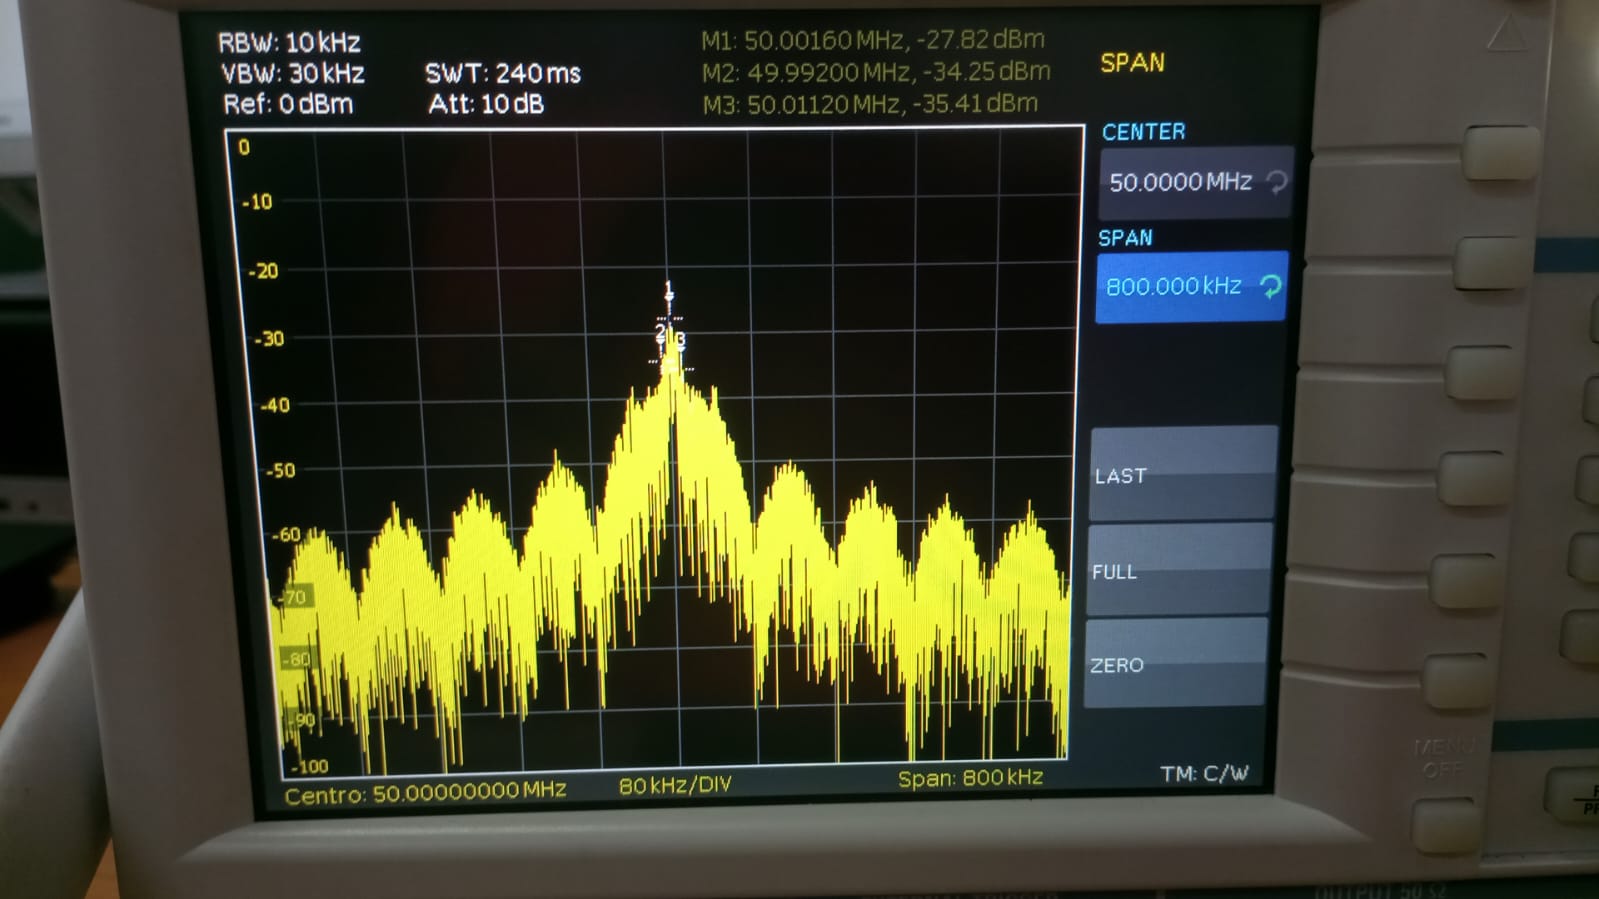 RBW: 10 kHz
VBW: 30 kHz
SWT: 240 ms
Ref: 0 dBm
Att: 10 dB
M1: 50.00160 MHz, -27.82 dBm
M2: 49.99200 MHz, -34.25 dBm
M3: 50.01120 MHz, -35.41 dBm
SPAN
CENTER
50.0000 MHz
SPAN
800.000 kHz
LAST
FULL
ZERO
TM: C/W
0
-10
-20
-30
-40
-50
-60
-70
-80
-90
-100
1
2
3
Centro: 50.00000000 MHz
80 kHz/DIV
Span: 800 kHz
MENU
OFF
OUTPUT 50 Ω